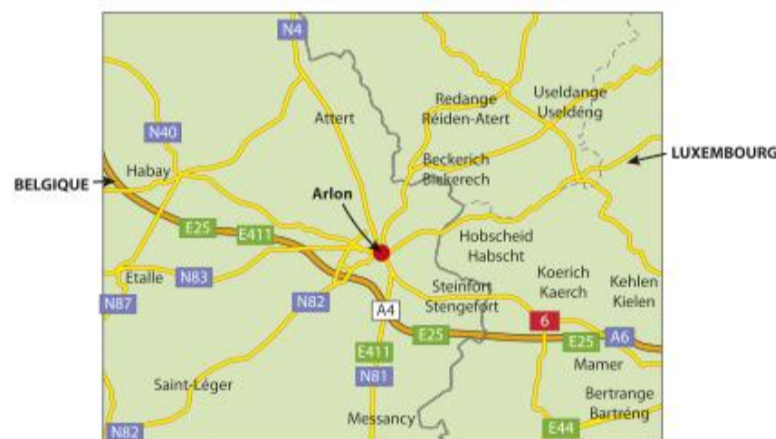 N4
Useldange
Useldéng
Redange
Réiden-Atert
Attert
N40
Beckerich
Biekerech
LUXEMBOURG
Habay
BELGIQUE
Arlon
E25
E411
Hobscheid
Habscht
Koerich
Kaerch
Kehlen
Kielen
Etalle
N83
Steinfort
Stengefort
N87
N82
A4
6
E25
E25
A6
E411
Mamer
N81
Saint-Léger
Bertrange
Bartréng
Messancy
E44
N82